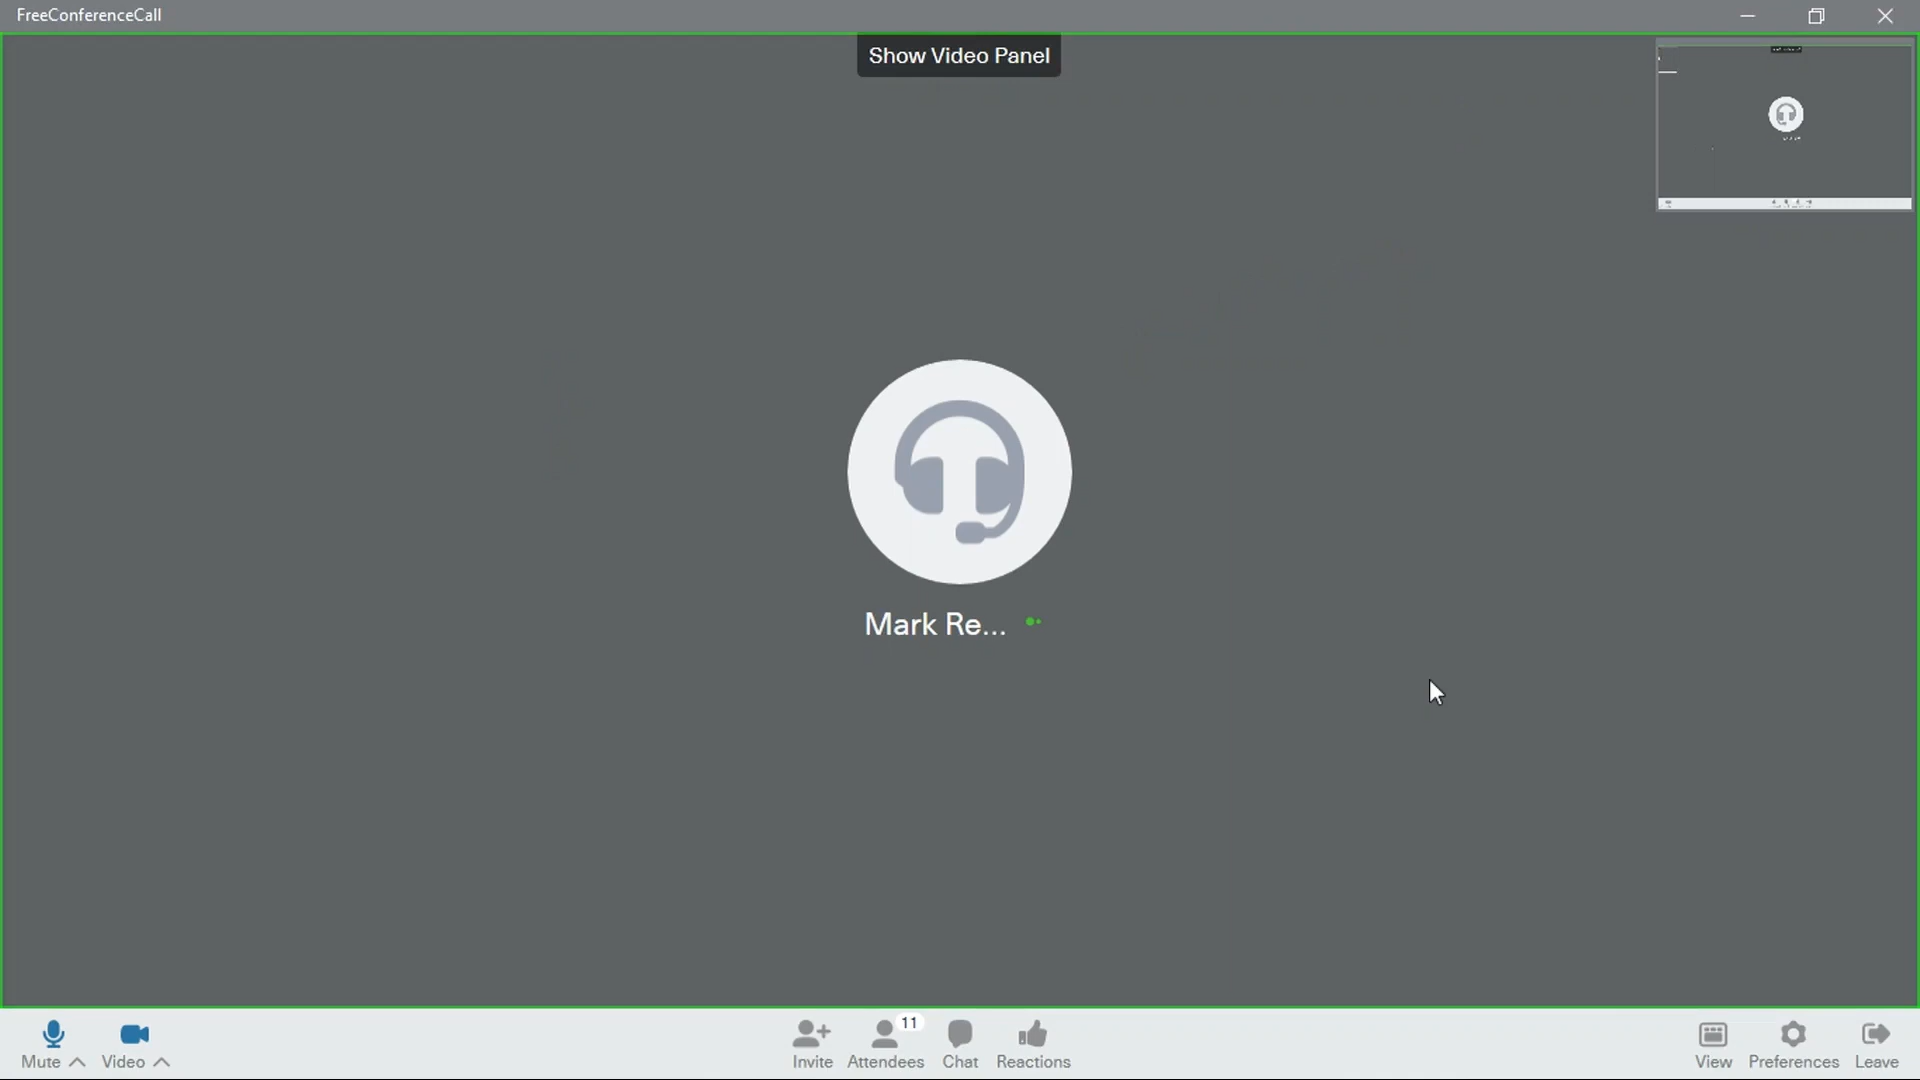 FreeConferenceCall
Show Video Panel
Mark Re...
11
Mute Video Invite Attendees Chat Reactions View Preferences Leave